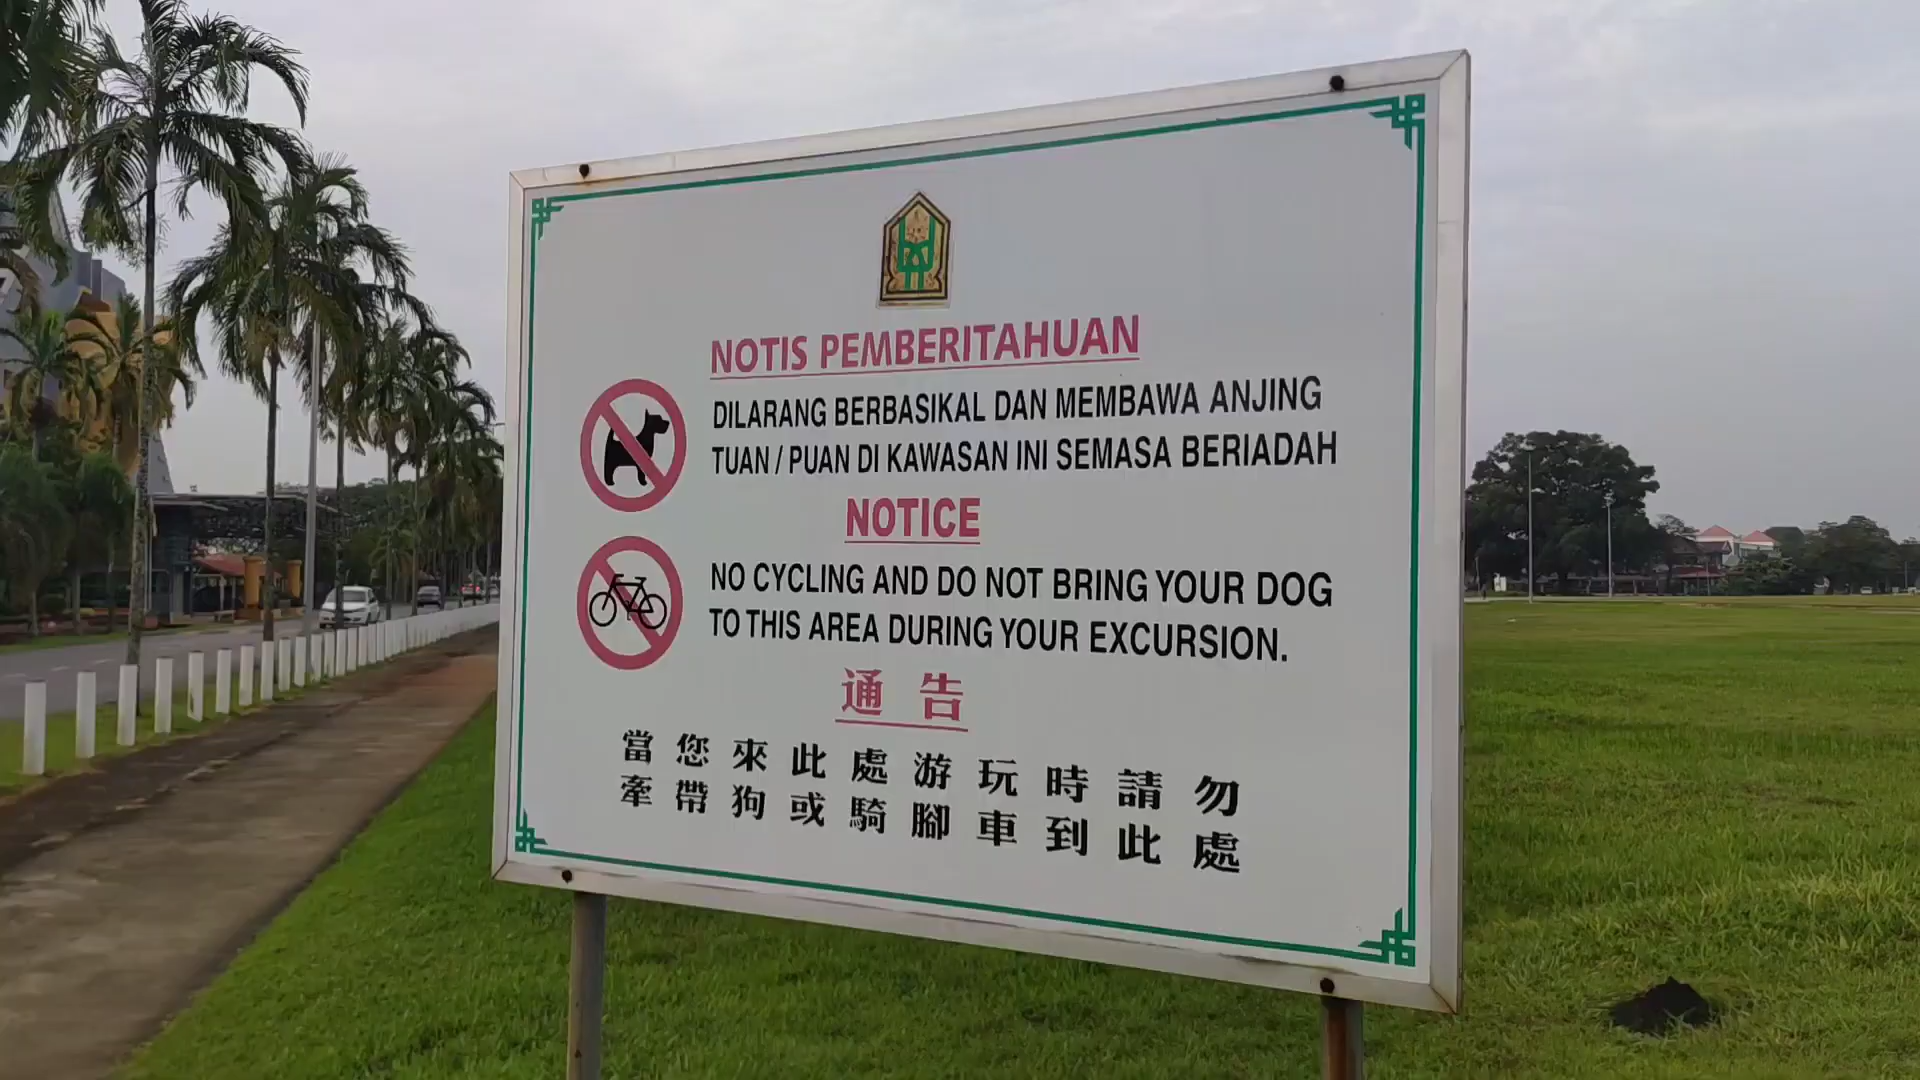 NOTIS PEMBERITAHUAN
DILARANG BERBASIKAL DAN MEMBAWA ANJING
TUAN / PUAN DI KAWASAN INI SEMASA BERIADAH
NOTICE
NO CYCLING AND DO NOT BRING YOUR DOG
TO THIS AREA DURING YOUR EXCURSION.
通告
當您來此處游玩時請勿
牽帶狗或騎腳車到此處